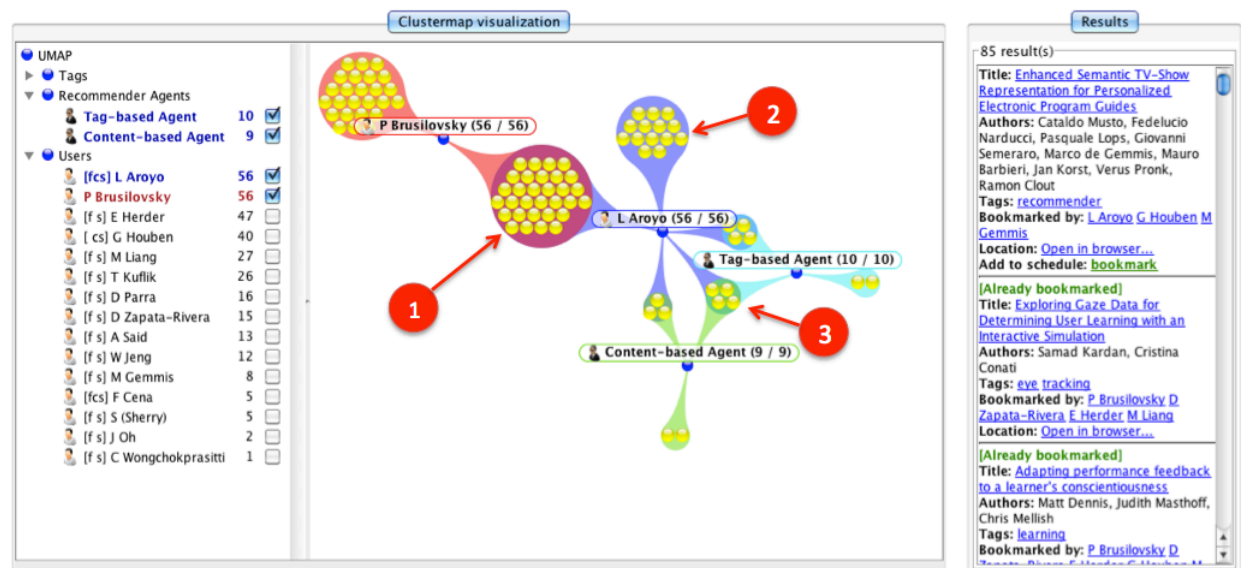 Clustermap visualization
UMAP
Tags
Recommender Agents
Tag-based Agent 10
Content-based Agent 9
Users
[fcs] L Aroyo 56
P Brusilovsky 56
[f s] E Herder 47
[ cs] G Houben 40
[f s] M Liang 27
[f s] T Kuflik 26
[f s] D Parra 16
[f s] D Zapata-Rivera 15
[f s] A Said 13
[f s] W Jeng 12
[f s] M Gemmis 8
[fcs] F Cena 5
[f s] S (Sherry) 5
[f s] J Oh 2
[f s] C Wongchokprasitti 1
P Brusilovsky (56 / 56)
2
L Aroyo (56 / 56)
Tag-based Agent (10 / 10)
1
3
Content-based Agent (9 / 9)
Results
85 result(s)
Title: Enhanced Semantic TV-Show
Representation for Personalized
Electronic Program Guides
Authors: Cataldo Musto, Fedelucio
Narducci, Pasquale Lops, Giovanni
Semeraro, Marco de Gemmis, Mauro
Barbieri, Jan Korst, Verus Pronk,
Ramon Clout
Tags: recommender
Bookmarked by: L Aroyo G Houben M
Gemmis
Location: Open in browser...
Add to schedule: bookmark
[Already bookmarked]
Title: Exploring Gaze Data for
Determining User Learning with an
Interactive Simulation
Authors: Samad Kardan, Cristina
Conati
Tags: eye tracking
Bookmarked by: P Brusilovsky D
Zapata-Rivera E Herder M Liang
Location: Open in browser...
[Already bookmarked]
Title: Adapting performance feedback
to a learner's conscientiousness
Authors: Matt Dennis, Judith Masthoff,
Chris Mellish
Tags: learning
Bookmarked by: P Brusilovsky D
Zapata-Rivera E Herder G Houben M